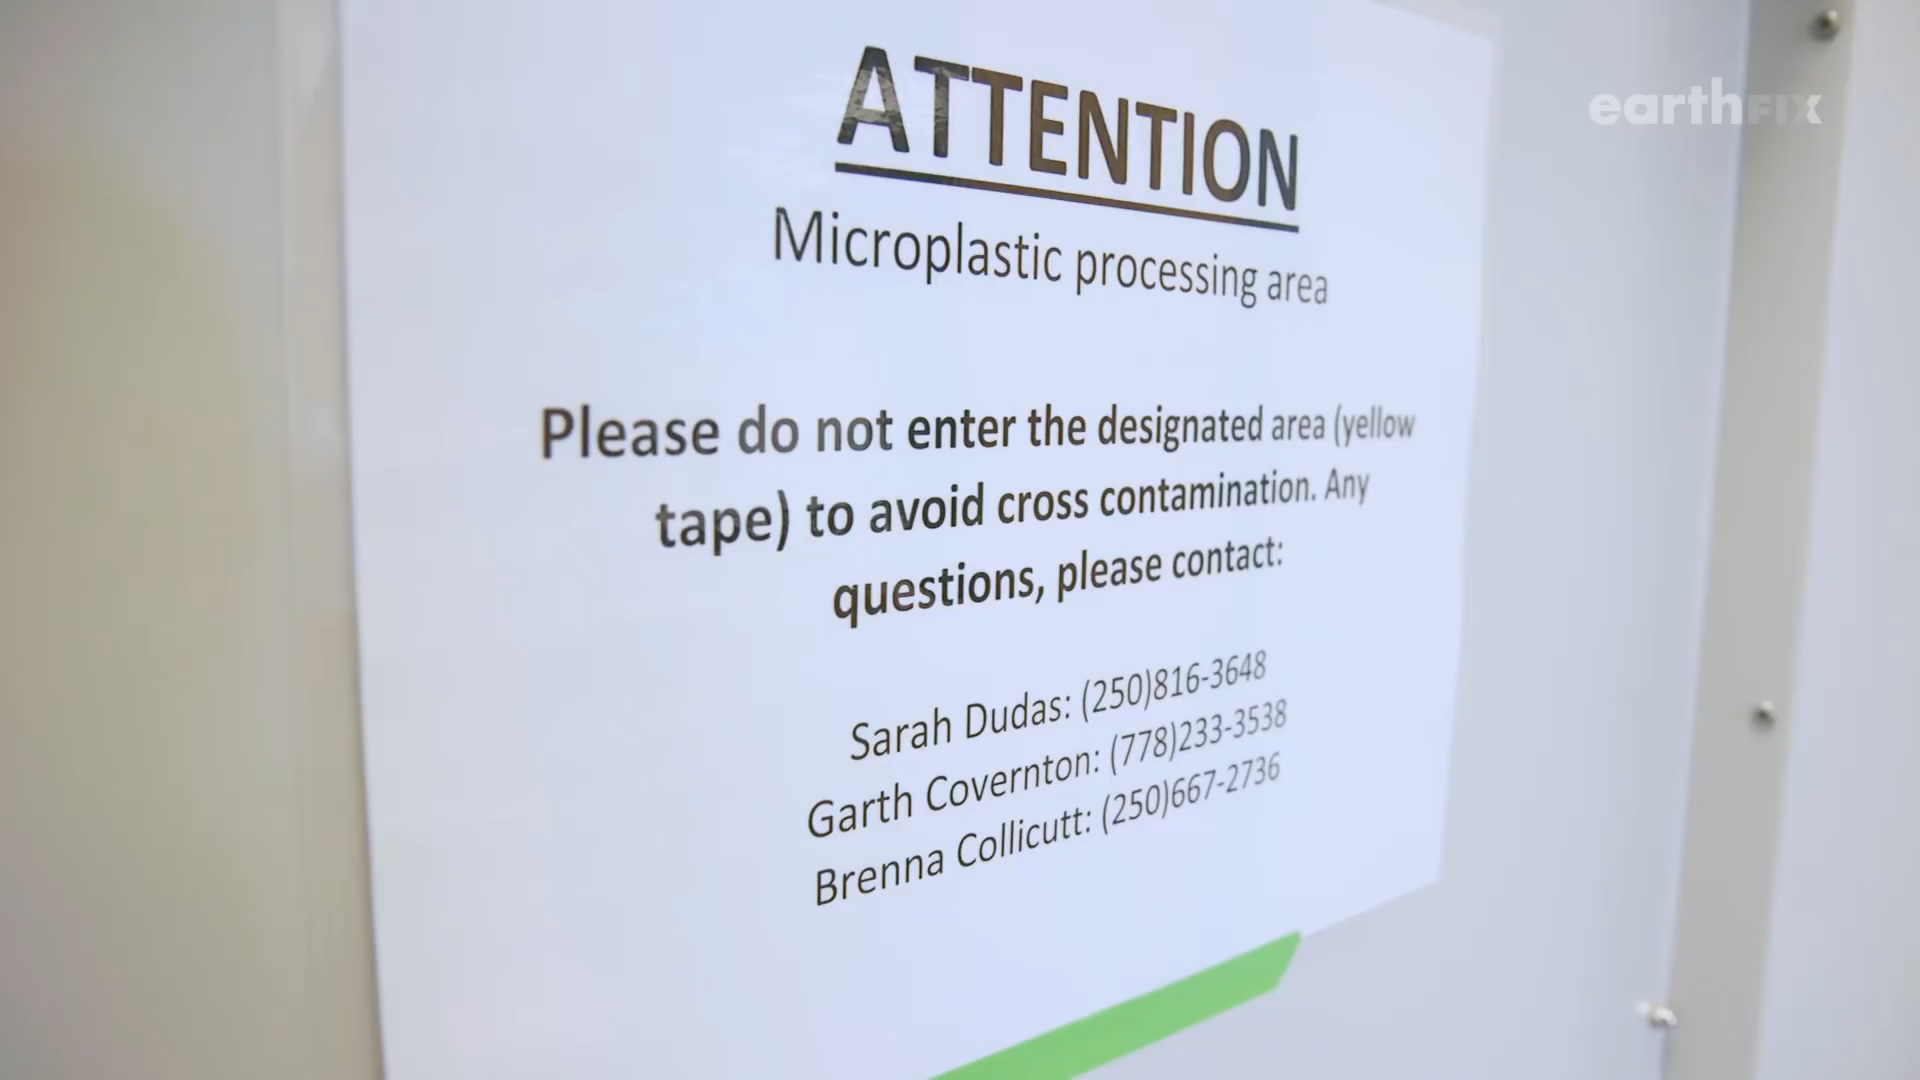 ATTENTION
Microplastic processing area
Please do not enter the designated area (yellow
tape) to avoid cross contamination. Any
questions, please contact:
Sarah Dudas: (250)816-3648
Garth Covernton: (778)233-3538
Brenna Collicutt: (250)667-2736
earthFIX